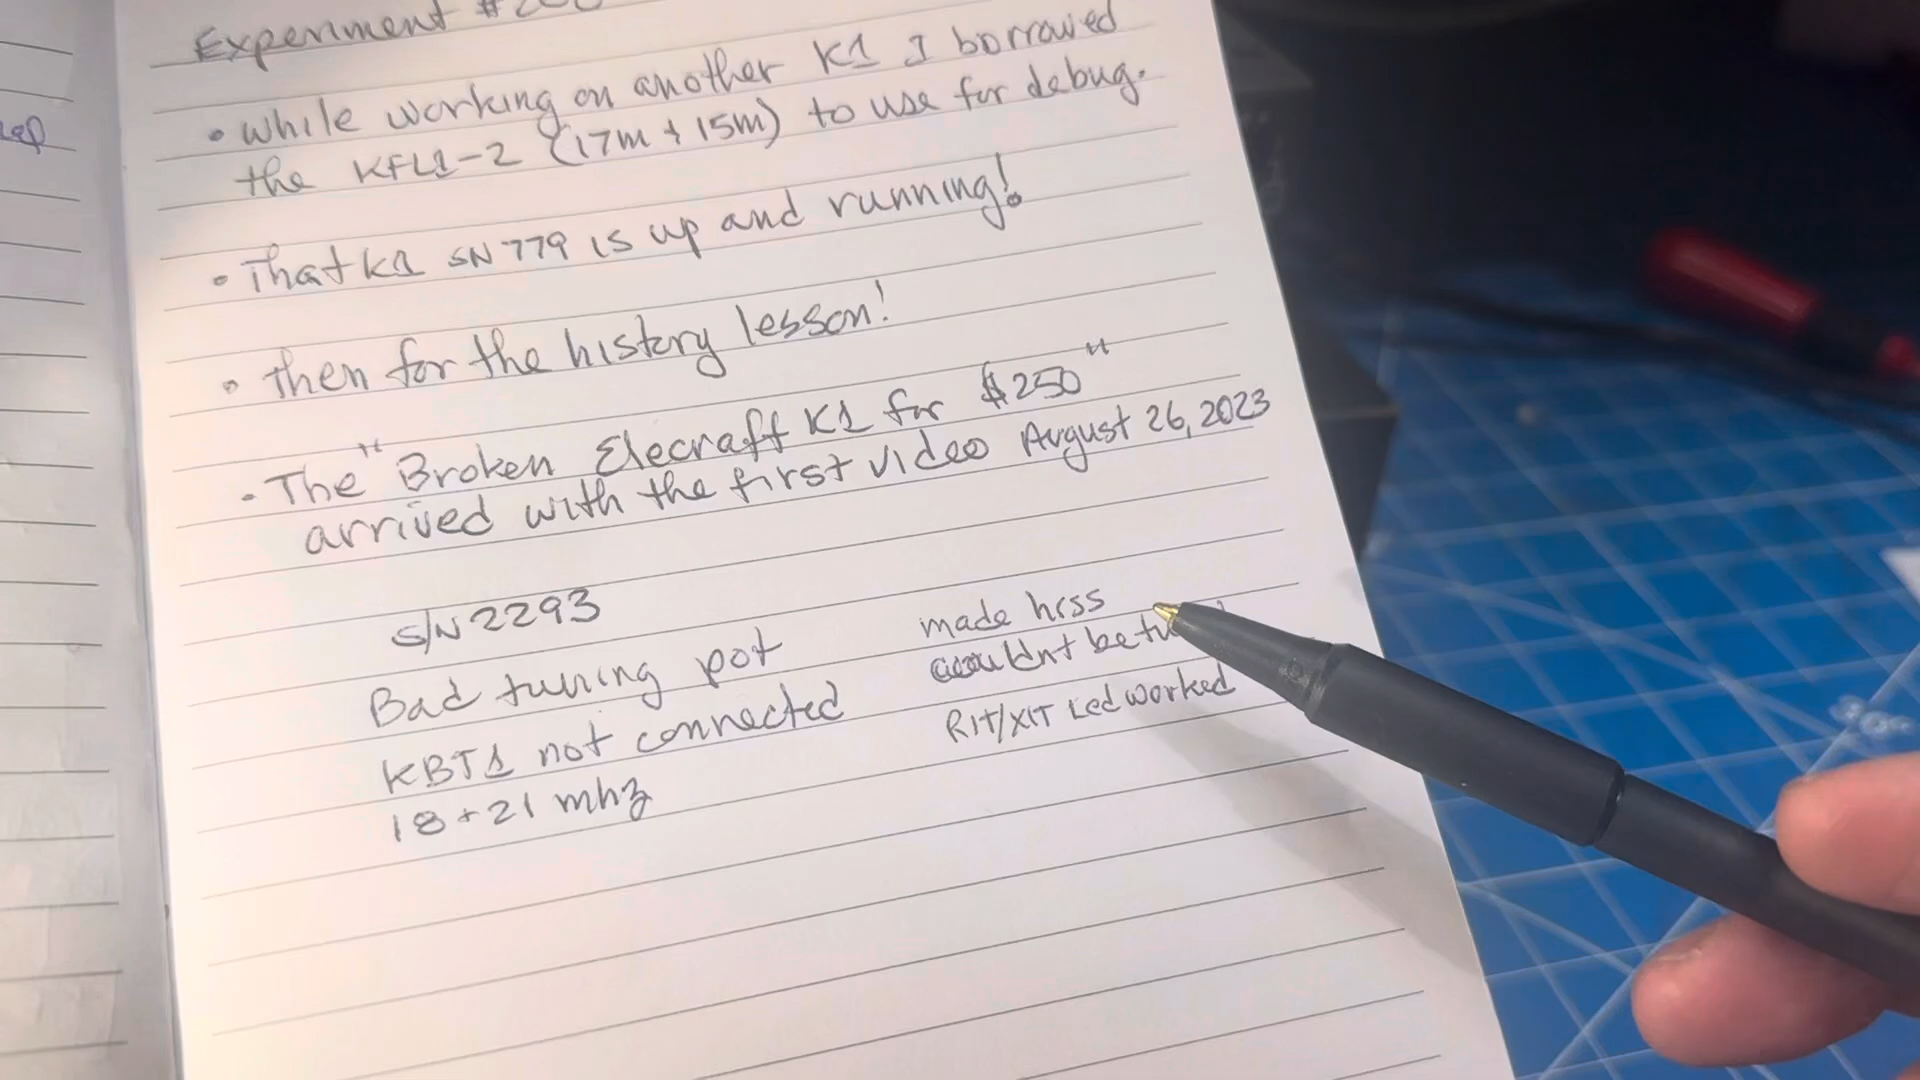 Experiment
• While working on another K1 I borrowed
the KFL1-2 (17m + 15m) to use for debug.
• That K1 SN 779 is up and running!
• then for the history lesson!
• The "Broken Elecraft K1 for $250"
arrived with the first video August 26, 2023
S/N 2293
Bad tuning pot
KBT1 not connected
18 + 21 mhz
made hiss
couldnt be
RIT/XIT Led worked